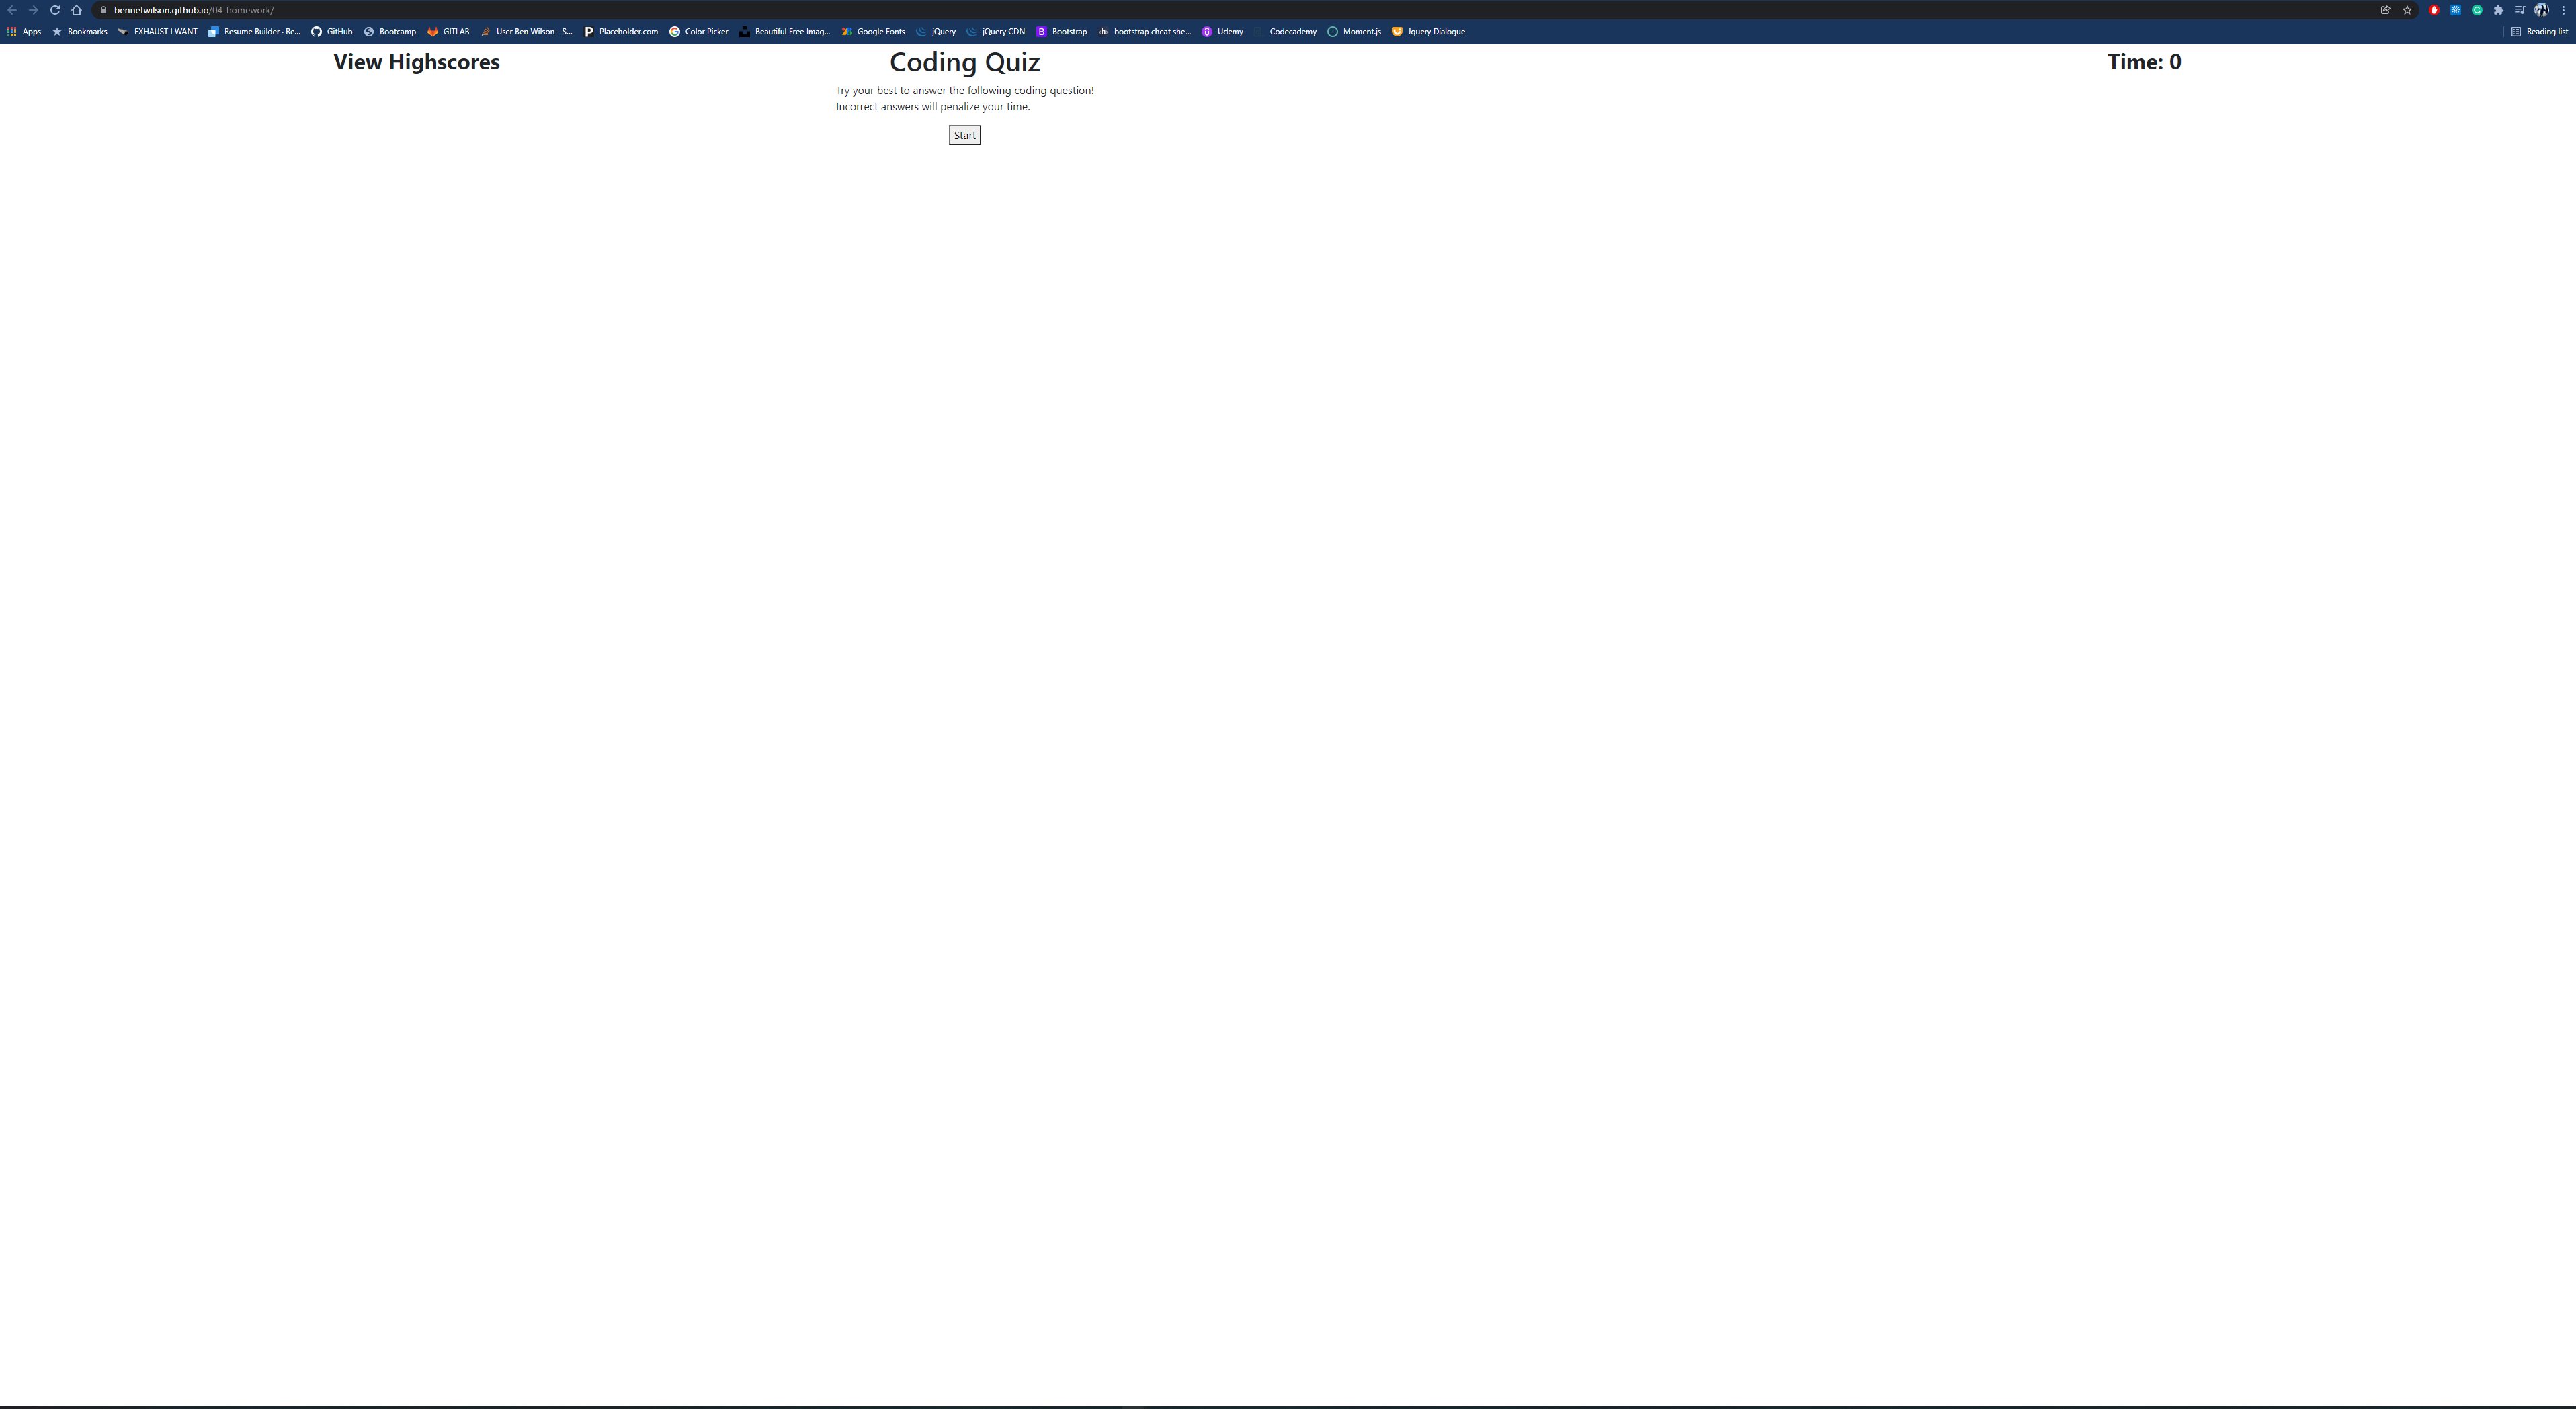 bennetwilson.github.io/04-homework/
Apps Bookmarks EXHAUST I WANT Resume Builder · Re... GitHub Bootcamp GITLAB User Ben Wilson - S... Placeholder.com Color Picker Beautiful Free Imag... Google Fonts jQuery jQuery CDN Bootstrap bootstrap cheat she... Udemy Codecademy Moment.js Jquery Dialogue Reading list
View Highscores Coding Quiz Time: 0
Try your best to answer the following coding question!
Incorrect answers will penalize your time.
Start